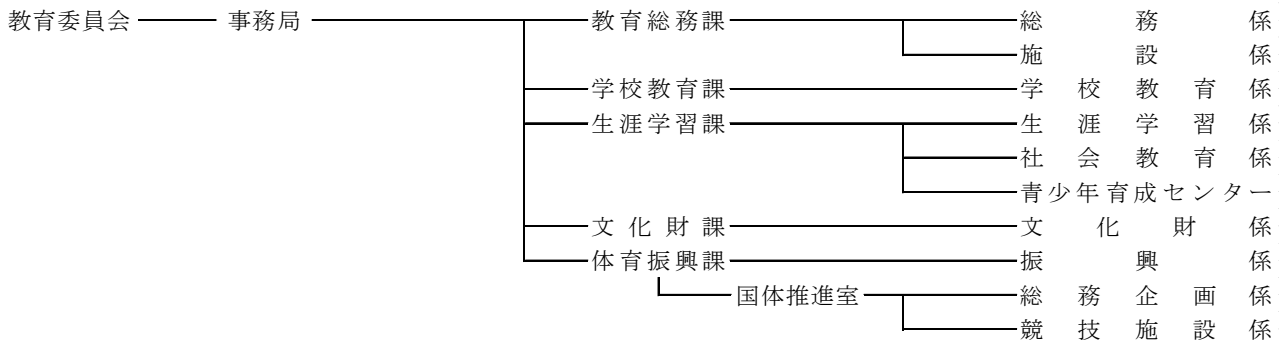 教育委員会 事務局 教育総務課 総務係
施設係
学校教育課 学校教育係
生涯学習課 生涯学習係
社会教育係
青少年育成センター
文化財課 文化財係
体育振興課 振興係
国体推進室 総務企画係
競技施設係